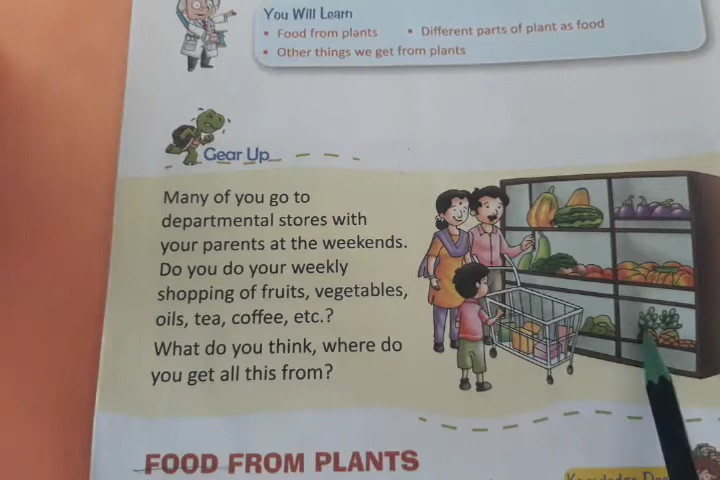 You Will Learn
• Food from plants • Different parts of plant as food
• Other things we get from plants
Gear Up
Many of you go to
departmental stores with
your parents at the weekends.
Do you do your weekly
shopping of fruits, vegetables,
oils, tea, coffee, etc.?
What do you think, where do
you get all this from?
FOOD FROM PLANTS
Knowledge